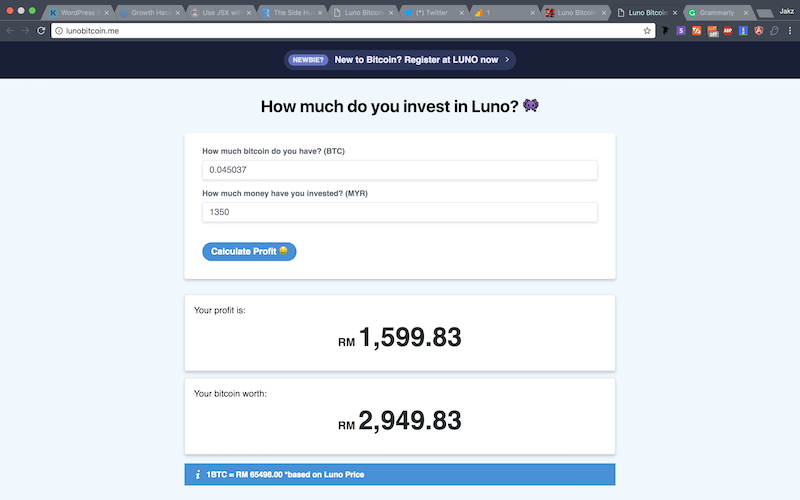 WordPress
Growth Hac
Use JSX with
The Side Hu
Luno Bitcoin
(*) Twitter
1
Luno Bitcoin
Luno Bitcoin
Grammarly
Jakz
lunobitcoin.me
NEWBIE? New to Bitcoin? Register at LUNO now
How much do you invest in Luno? 👾
How much bitcoin do you have? (BTC)
0.045037
How much money have you invested? (MYR)
1350
Calculate Profit 🤑
Your profit is:
RM 1,599.83
Your bitcoin worth:
RM 2,949.83
i 1BTC = RM 65498.00 *based on Luno Price